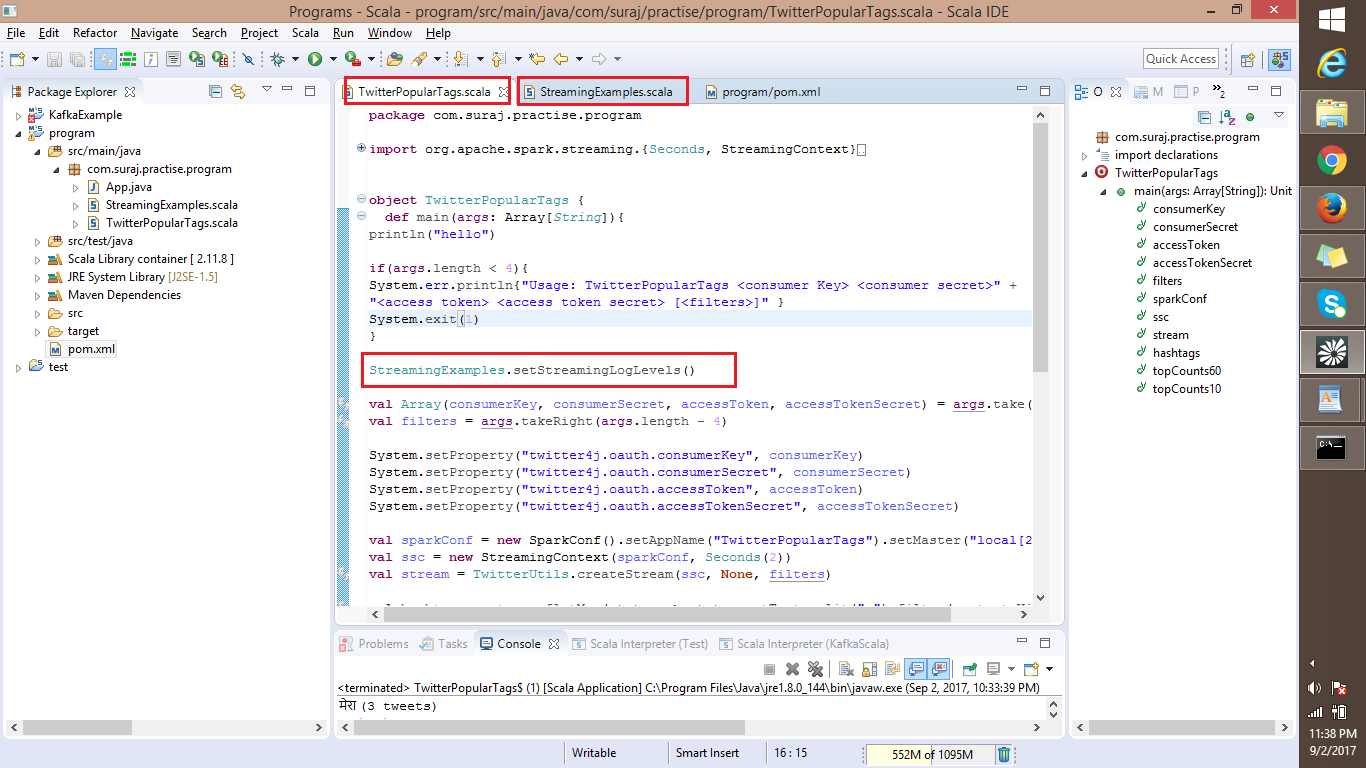 Programs - Scala - program/src/main/java/com/suraj/practise/program/TwitterPopularTags.scala - Scala IDE
File Edit Refactor Navigate Search Project Scala Run Window Help
Quick Access
Package Explorer
KafkaExample
program
src/main/java
com.suraj.practise.program
App.java
StreamingExamples.scala
TwitterPopularTags.scala
src/test/java
Scala Library container [ 2.11.8 ]
JRE System Library [J2SE-1.5]
Maven Dependencies
src
target
pom.xml
test
TwitterPopularTags.scala StreamingExamples.scala program/pom.xml
package com.suraj.practise.program
import org.apache.spark.streaming.{Seconds, StreamingContext}
object TwitterPopularTags {
def main(args: Array[String]){
println("hello")
if(args.length < 4){
System.err.println{"Usage: TwitterPopularTags <consumer Key> <consumer secret>" +
"<access token> <access token secret> [<filters>]" }
System.exit(1)
}
StreamingExamples.setStreamingLogLevels()
val Array(consumerKey, consumerSecret, accessToken, accessTokenSecret) = args.take(
val filters = args.takeRight(args.length - 4)
System.setProperty("twitter4j.oauth.consumerKey", consumerKey)
System.setProperty("twitter4j.oauth.consumerSecret", consumerSecret)
System.setProperty("twitter4j.oauth.accessToken", accessToken)
System.setProperty("twitter4j.oauth.accessTokenSecret", accessTokenSecret)
val sparkConf = new SparkConf().setAppName("TwitterPopularTags").setMaster("local[2
val ssc = new StreamingContext(sparkConf, Seconds(2))
val stream = TwitterUtils.createStream(ssc, None, filters)
O M P »2
com.suraj.practise.program
import declarations
TwitterPopularTags
main(args: Array[String]): Unit
consumerKey
consumerSecret
accessToken
accessTokenSecret
filters
sparkConf
ssc
stream
hashtags
topCounts60
topCounts10
Problems Tasks Console Scala Interpreter (Test) Scala Interpreter (KafkaScala)
<terminated> TwitterPopularTags$ (1) [Scala Application] C:\Program Files\Java\jre1.8.0_144\bin\javaw.exe (Sep 2, 2017, 10:33:39 PM)
मेरा (3 tweets)
Writable Smart Insert 16 : 15 552M of 1095M
11:38 PM
9/2/2017